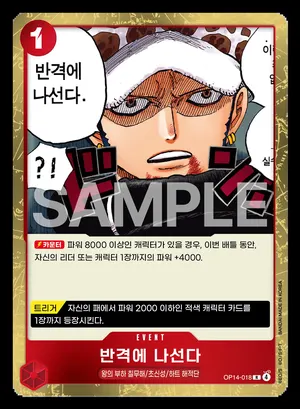 1
반격에
나선다.
?!
SAMPLE
카운터 파워 8000 이상인 캐릭터가 있을 경우, 이번 배틀 동안,
자신의 리더 또는 캐릭터 1장까지의 파워 +4000.
트리거 자신의 패에서 파워 2000 이하인 적색 캐릭터 카드를
1장까지 등장시킨다.
EVENT
반격에 나선다
왕의 부하 칠무해/초신성/하트 해적단
OP14-018 R